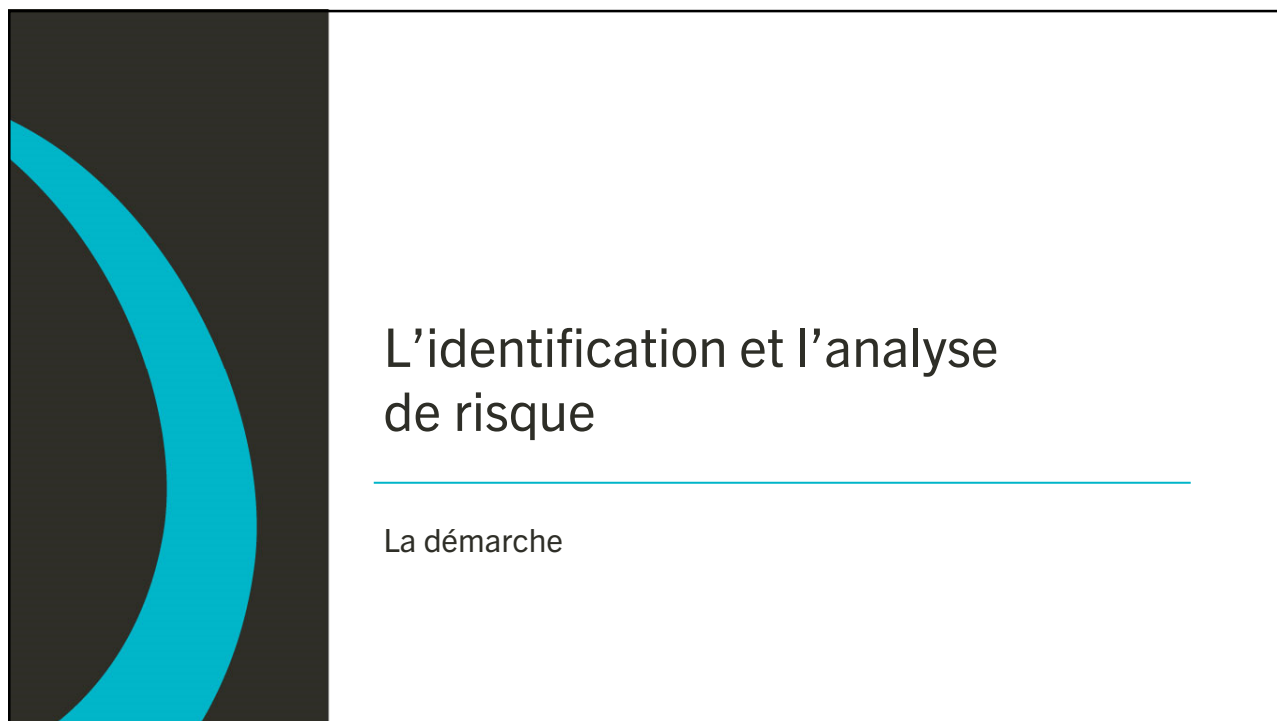 L’identification et l’analyse
de risque
La démarche